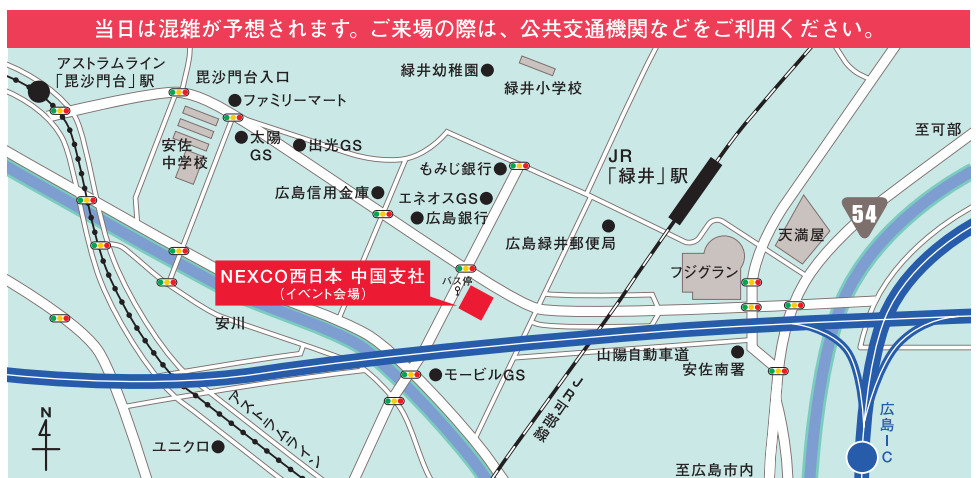 当日は混雑が予想されます。ご来場の際は、公共交通機関などをご利用ください。
アストラムライン
「毘沙門台」駅
毘沙門台入口
ファミリーマート
緑井幼稚園
緑井小学校
安佐
中学校
太陽
GS
出光GS
至可部
JR
「緑井」駅
もみじ銀行
広島信用金庫
エネオスGS
広島銀行
広島緑井郵便局
54
天満屋
フジグラン
NEXCO西日本 中国支社
（イベント会場）
バス停
安川
山陽自動車道
安佐南署
モービルGS
JR可部線
アストラムライン
N
ユニクロ
広島IC
至広島市内